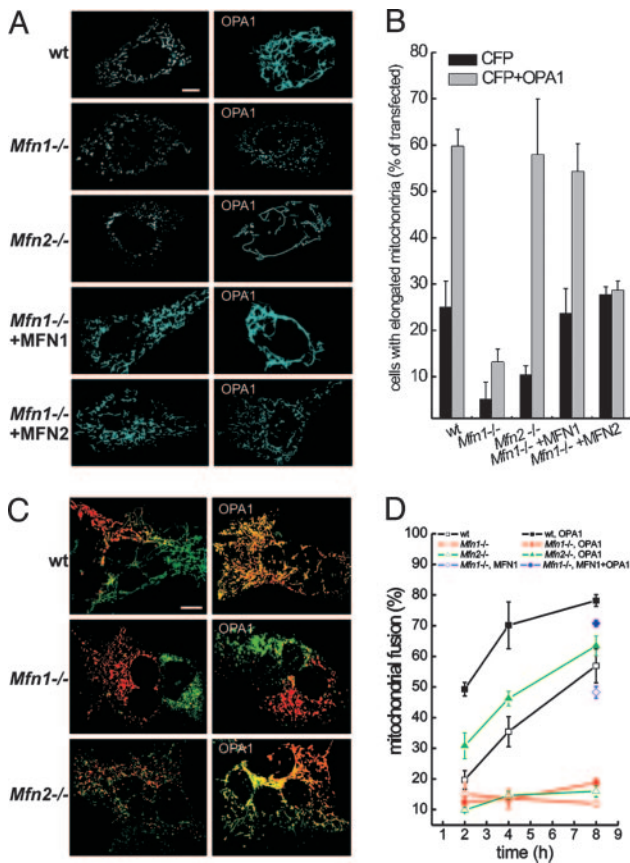 A
wt
OPA1
Mfn1-/-
OPA1
Mfn2-/-
OPA1
Mfn1-/-
+MFN1
OPA1
Mfn1-/-
+MFN2
OPA1
B
CFP
CFP+OPA1
cells with elongated mitochondria (% of transfected)
80
70
60
50
40
30
20
10
wt
Mfn1-/-
Mfn2 -/-
Mfn1-/- +MFN1
Mfn1-/- +MFN2
C
wt
OPA1
Mfn1-/-
OPA1
Mfn2-/-
OPA1
D
wt
wt, OPA1
Mfn1-/-
Mfn1-/-, OPA1
Mfn2-/-
Mfn2-/-, OPA1
Mfn1-/-, MFN1
Mfn1-/-, MFN1+OPA1
mitochondrial fusion (%)
100
90
80
70
60
50
40
30
20
10
1 2 3 4 5 6 7 8 9
time (h)